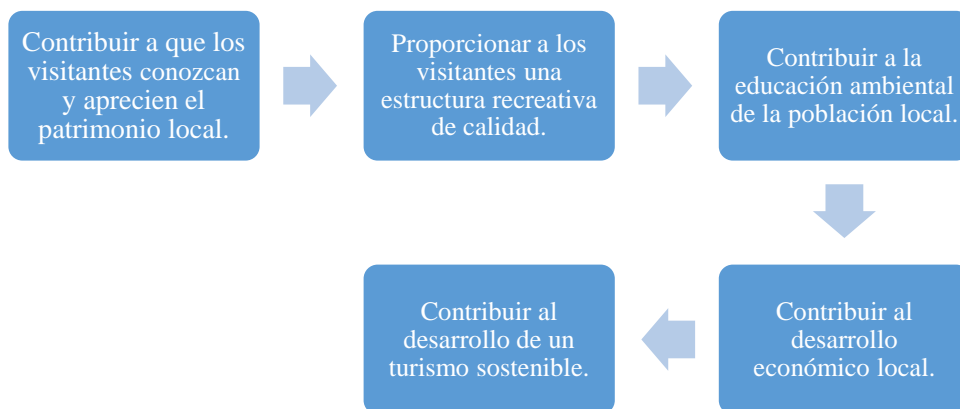 Contribuir a que los
visitantes conozcan
y aprecien el
patrimonio local.
Proporcionar a los
visitantes una
estructura recreativa
de calidad.
Contribuir a la
educación ambiental
de la población local.
Contribuir al
desarrollo
económico local.
Contribuir al
desarrollo de un
turismo sostenible.